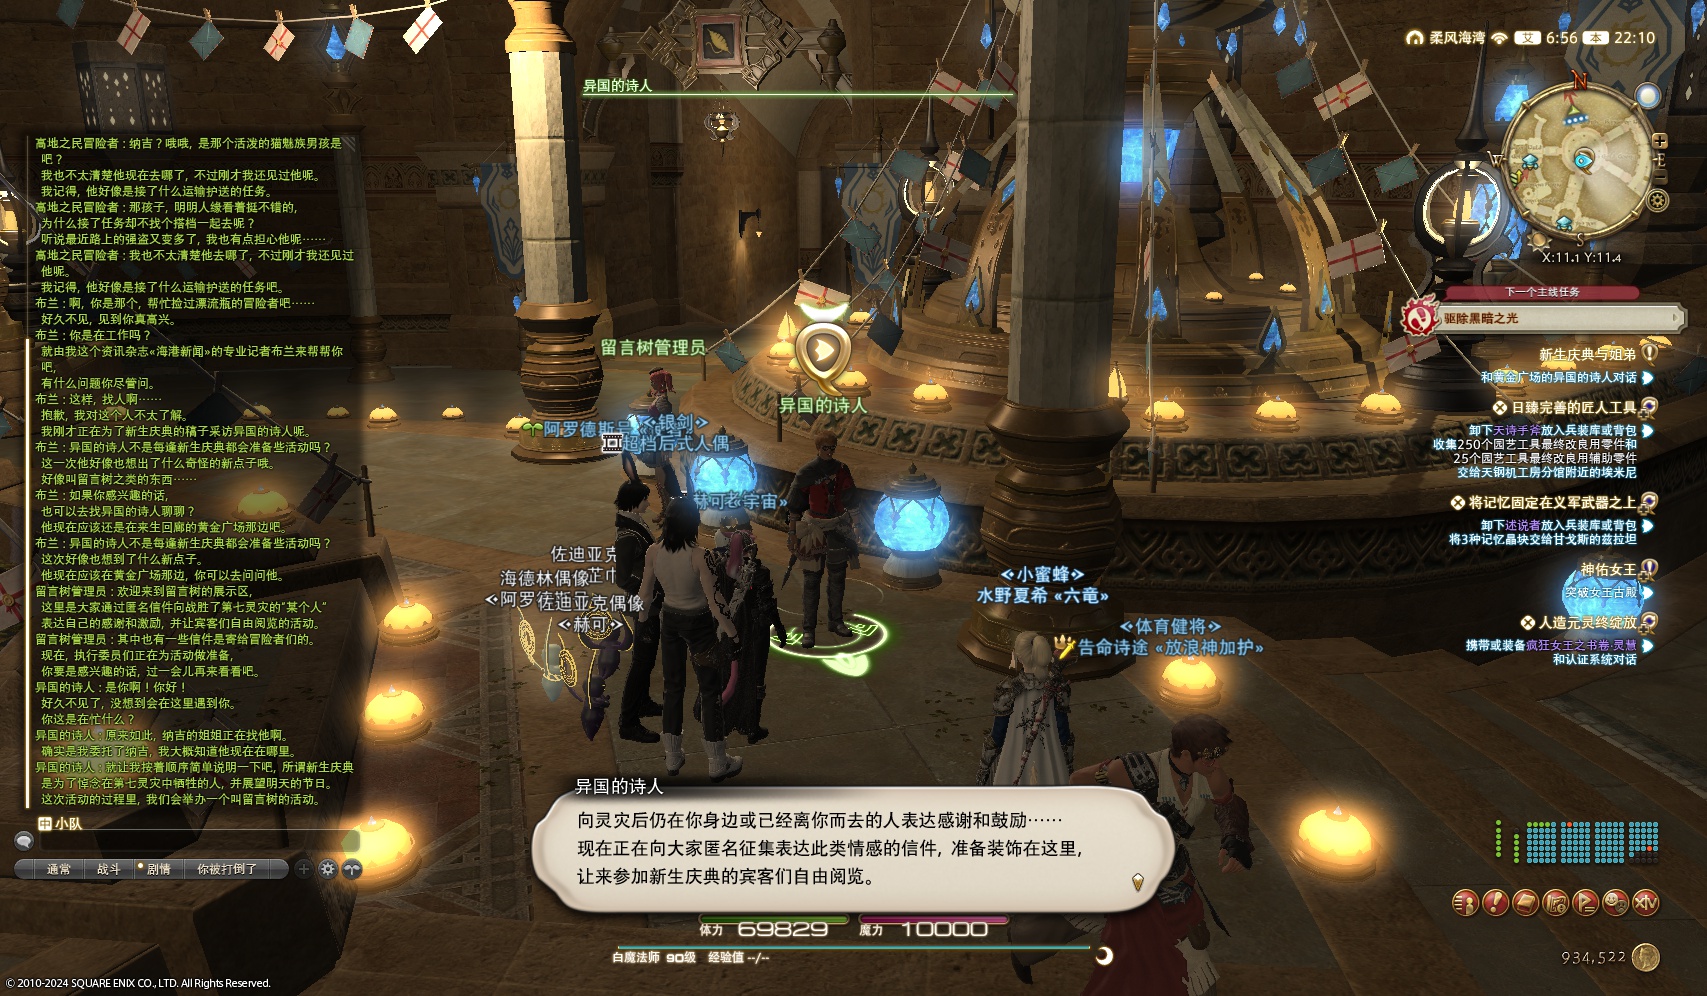 异国的诗人
柔风海湾 艾 6:56 本 22:10
N
W
E
S
X:11.1 Y:11.4
下一个主线任务
驱除黑暗之光
新生庆典与姐弟
和黄金广场的异国的诗人对话
日臻完善的匠人工具
卸下天诗手斧放入兵装库或背包
收集250个园艺工具最终改良用零件和
25个园艺工具最终改良用辅助零件
交给天钢机工房分馆附近的埃米尼
将记忆固定在义军武器之上
卸下述说者放入兵装库或背包
将3种记忆晶块交给甘戈斯的兹拉坦
神佑女王
突破女王古殿
人造元灵终绽放
携带或装备疯狂女王之书卷·灵慧
和认证系统对话
高地之民冒险者：纳吉？哦哦，是那个活泼的猫魅族男孩是
吧？
我也不太清楚他现在去哪了，不过刚才我还见过他呢。
我记得，他好像是接了什么运输护送的任务。
高地之民冒险者：那孩子，明明人缘看着挺不错的，
为什么接了任务却不找个搭档一起去呢？
听说最近路上的强盗又变多了，我也有点担心他呢……
高地之民冒险者：我也不太清楚他去哪了，不过刚才我还见过
他呢。
我记得，他好像是接了什么运输护送的任务吧。
布兰：啊，你是那个，帮忙捡过漂流瓶的冒险者吧……
好久不见，见到你真高兴。
布兰：你是在工作吗？
就由我这个资讯杂志«海港新闻»的专业记者布兰来帮帮你
吧，
有什么问题你尽管问。
布兰：这样，找人啊……
抱歉，我对这个人不太了解。
我刚才正在为了新生庆典的稿子采访异国的诗人呢。
布兰：异国的诗人不是每逢新生庆典都会准备些活动吗？
这一次他好像也想出了什么奇怪的新点子哦。
好像叫留言树之类的东西……
布兰：如果你感兴趣的话，
也可以去找异国的诗人聊聊？
他现在应该还是在来生回廊的黄金广场那边吧。
布兰：异国的诗人不是每逢新生庆典都会准备些活动吗？
这次好像也想到了什么新点子。
他现在应该在黄金广场那边，你可以去问问他。
留言树管理员：欢迎来到留言树的展示区，
这里是大家通过匿名信件向战胜了第七灵灾的“某个人”
表达自己的感谢和激励，并让宾客们自由阅览的活动。
留言树管理员：其中也有一些信件是寄给冒险者们的。
现在，执行委员们正在为活动做准备，
你要是感兴趣的话，过一会儿再来看看吧。
异国的诗人：是你啊！你好！
好久不见了，没想到会在这里遇到你。
你这是在忙什么？
异国的诗人：原来如此，纳吉的姐姐正在找他啊。
确实是我委托了纳吉，我大概知道他现在在哪里。
异国的诗人：就让我按着顺序简单说明一下吧，所谓新生庆典
是为了悼念在第七灵灾中牺牲的人，并展望明天的节日。
这次活动的过程里，我们会举办一个叫留言树的活动。
小队
通常 战斗 剧情 你被打倒了
留言树管理员
异国的诗人
阿罗德斯
银剑
超档后式人偶
赫可
宇宙»
佐迪亚克
海德林偶像
佐迪亚克偶像
赫可
«小蜜蜂»
水野夏希 «六竜»
«体育健将»
告命诗途 «放浪神加护»
异国的诗人
向灵灾后仍在你身边或已经离你而去的人表达感谢和鼓励……
现在正在向大家匿名征集表达此类情感的信件，准备装饰在这里，
让来参加新生庆典的宾客们自由阅览。
体力 69829 魔力 10000
白魔法师 90级 经验值 --/--
XIV
934,522
© 2010-2024 SQUARE ENIX CO., LTD. All Rights Reserved.